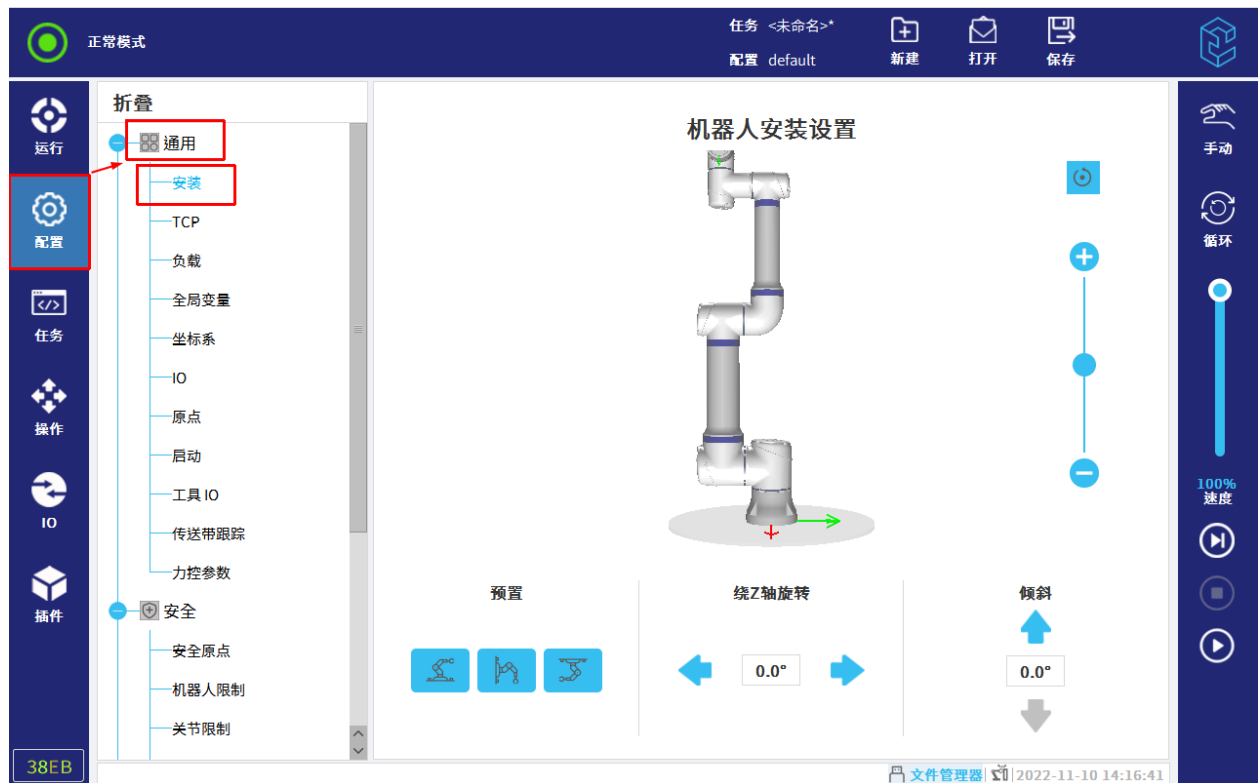 正常模式
任务 <未命名>*
配置 default
新建
打开
保存
运行
配置
任务
操作
IO
插件
38EB
折叠
通用
安装
TCP
负载
全局变量
坐标系
IO
原点
启动
工具 IO
传送带跟踪
力控参数
安全
安全原点
机器人限制
关节限制
机器人安装设置
预置
绕Z轴旋转
0.0°
倾斜
0.0°
手动
循环
100%
速度
文件管理器
2022-11-10 14:16:41